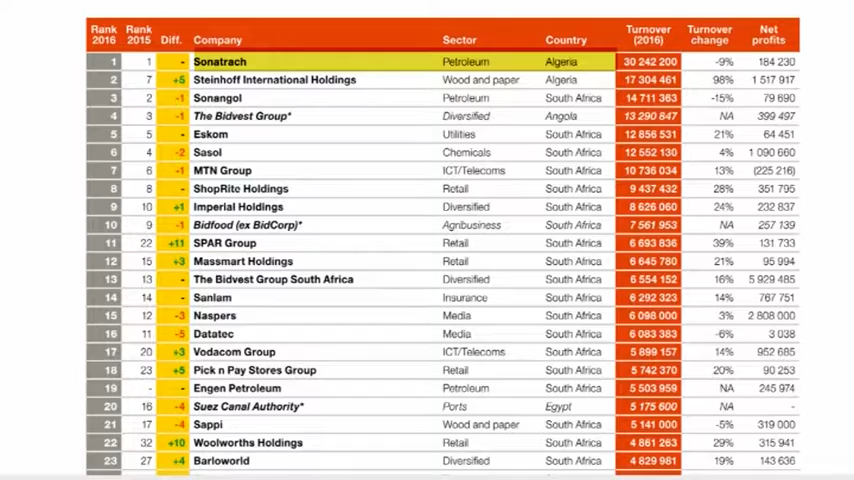 Rank 2016 Rank 2015 Diff. Company Sector Country Turnover (2016) Turnover change Net profits
1 1 - Sonatrach Petroleum Algeria 30 242 200 -9% 184 230
2 7 +5 Steinhoff International Holdings Wood and paper Algeria 17 304 461 98% 1 517 917
3 2 -1 Sonangol Petroleum South Africa 14 711 363 -15% 79 690
4 3 -1 The Bidvest Group* Diversified Angola 13 290 847 NA 399 497
5 5 - Eskom Utilities South Africa 12 856 531 21% 64 451
6 4 -2 Sasol Chemicals South Africa 12 552 130 4% 1 090 660
7 6 -1 MTN Group ICT/Telecoms South Africa 10 736 034 13% (225 216)
8 8 - ShopRite Holdings Retail South Africa 9 437 432 28% 351 795
9 10 +1 Imperial Holdings Diversified South Africa 8 626 060 24% 232 837
10 9 -1 Bidfood (ex BidCorp)* Agribusiness South Africa 7 561 953 NA 257 139
11 22 +11 SPAR Group Retail South Africa 6 693 836 39% 131 733
12 15 +3 Massmart Holdings Retail South Africa 6 645 780 21% 95 994
13 13 - The Bidvest Group South Africa Diversified South Africa 6 554 152 16% 5 929 485
14 14 - Sanlam Insurance South Africa 6 292 323 14% 767 751
15 12 -3 Naspers Media South Africa 6 098 000 3% 2 808 000
16 11 -5 Datatec Media South Africa 6 083 383 -6% 3 038
17 20 +3 Vodacom Group ICT/Telecoms South Africa 5 899 157 14% 952 685
18 23 +5 Pick n Pay Stores Group Retail South Africa 5 742 370 20% 90 253
19 - - Engen Petroleum Petroleum South Africa 5 503 959 NA 245 974
20 16 -4 Suez Canal Authority* Ports Egypt 5 175 600 NA -
21 17 -4 Sappi Wood and paper South Africa 5 141 000 -5% 319 000
22 32 +10 Woolworths Holdings Retail South Africa 4 861 263 29% 315 941
23 27 +4 Barloworld Diversified South Africa 4 829 981 19% 143 636